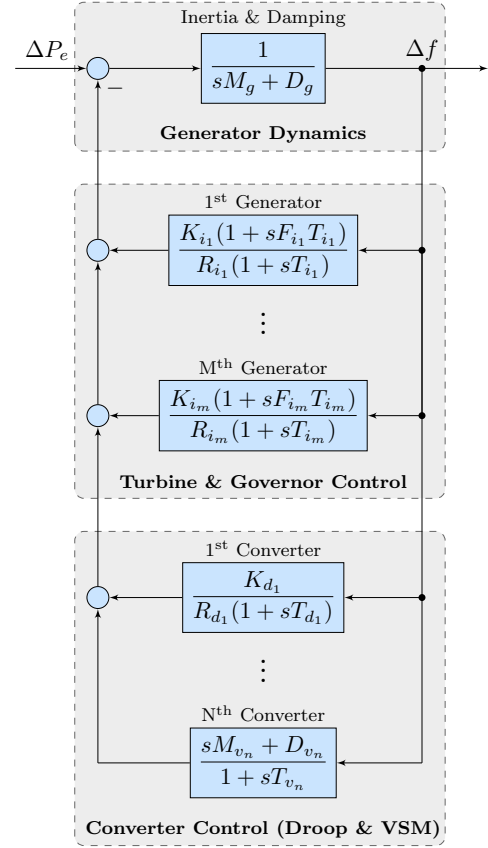 Inertia & Damping
ΔP_e
1
sM_g + D_g
Δf
−
Generator Dynamics
1st Generator
K_{i_1}(1 + sF_{i_1}T_{i_1})
R_{i_1}(1 + sT_{i_1})
⋮
Mth Generator
K_{i_m}(1 + sF_{i_m}T_{i_m})
R_{i_m}(1 + sT_{i_m})
Turbine & Governor Control
1st Converter
K_{d_1}
R_{d_1}(1 + sT_{d_1})
⋮
Nth Converter
sM_{v_n} + D_{v_n}
1 + sT_{v_n}
Converter Control (Droop & VSM)